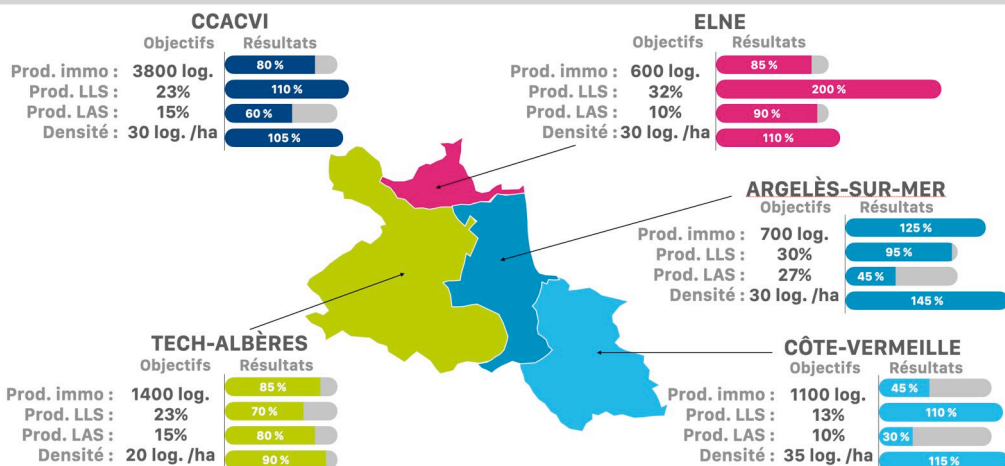 CCACVI
Objectifs Résultats
Prod. immo : 3800 log. 80 %
Prod. LLS : 23% 110 %
Prod. LAS : 15% 60 %
Densité : 30 log. /ha 105 %
ELNE
Objectifs Résultats
Prod. immo : 600 log. 85 %
Prod. LLS : 32% 200 %
Prod. LAS : 10% 90 %
Densité : 30 log. /ha 110 %
ARGELÈS-SUR-MER
Objectifs Résultats
Prod. immo : 700 log. 125 %
Prod. LLS : 30% 95 %
Prod. LAS : 27% 45 %
Densité : 30 log. /ha 145 %
TECH-ALBÈRES
Objectifs Résultats
Prod. immo : 1400 log. 85 %
Prod. LLS : 23% 70 %
Prod. LAS : 15% 80 %
Densité : 20 log. /ha 90 %
CÔTE-VERMEILLE
Objectifs Résultats
Prod. immo : 1100 log. 45 %
Prod. LLS : 13% 110 %
Prod. LAS : 10% 30 %
Densité : 35 log. /ha 115 %